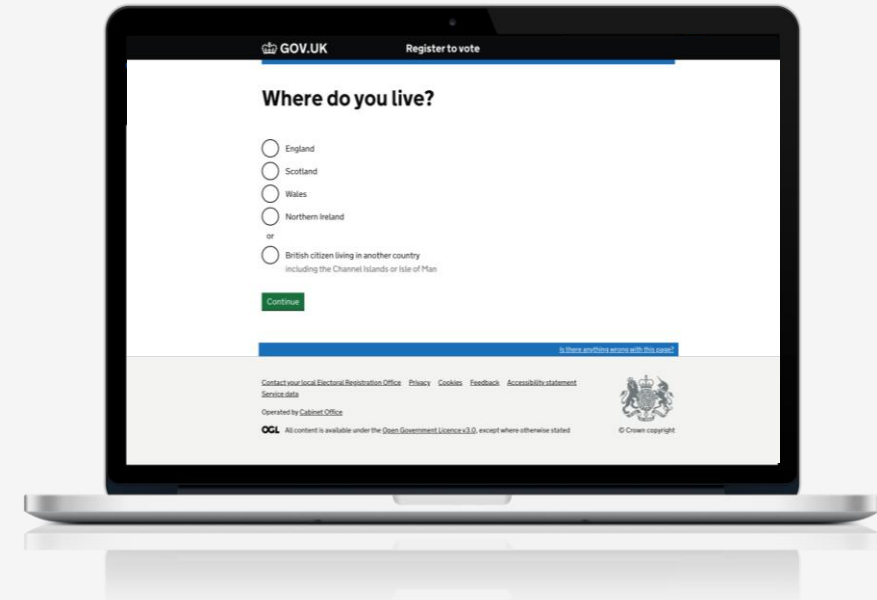 GOV.UK Register to vote
Where do you live?
England
Scotland
Wales
Northern Ireland
or
British citizen living in another country
including the Channel Islands or Isle of Man
Continue
Is there anything wrong with this page?
Contact your local Electoral Registration Office Privacy Cookies Feedback Accessibility statement
Service data
Operated by Cabinet Office
OGL All content is available under the Open Government Licence v3.0, except where otherwise stated
© Crown copyright